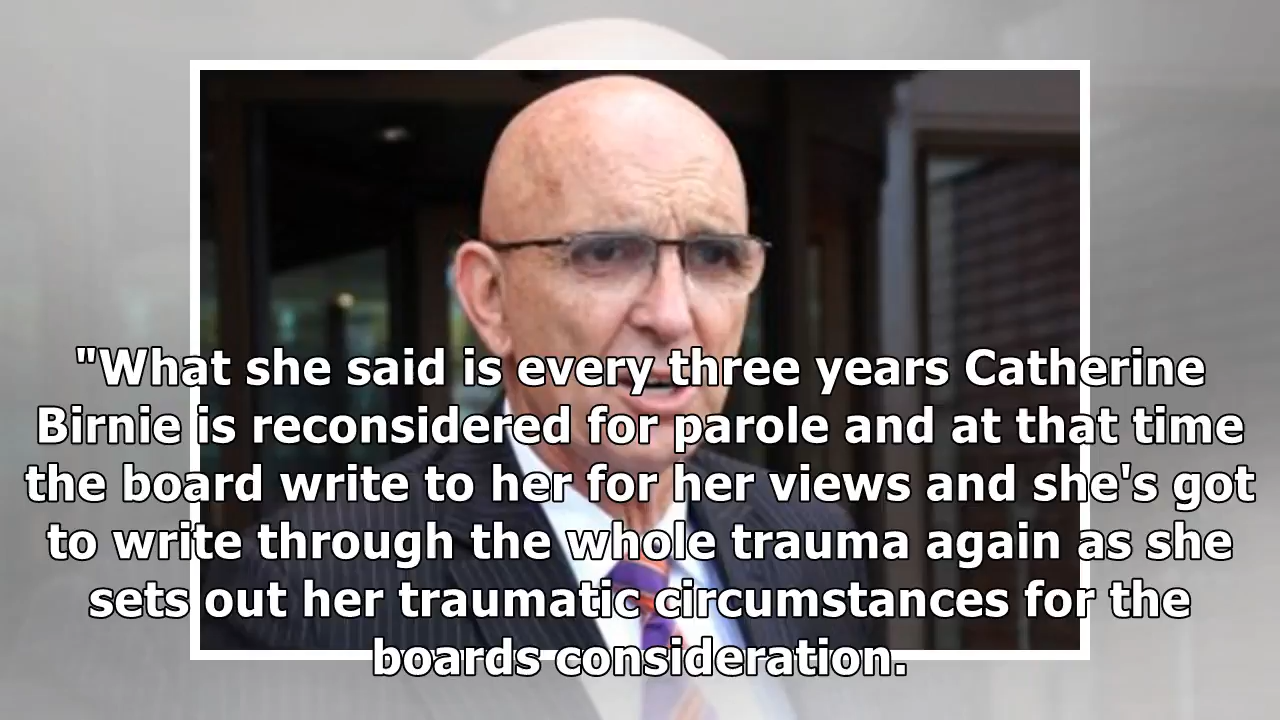 "What she said is every three years Catherine
Birnie is reconsidered for parole and at that time
the board write to her for her views and she's got
to write through the whole trauma again as she
sets out her traumatic circumstances for the
boards consideration.